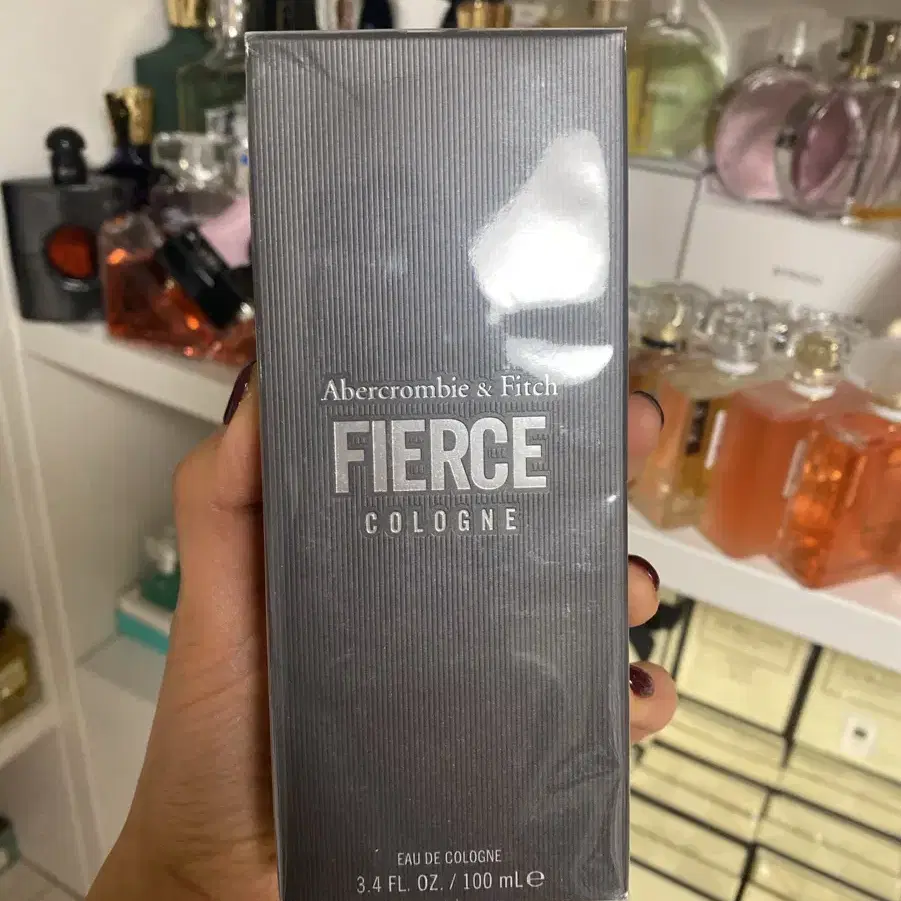 Abercrombie & Fitch
FIERCE
COLOGNE
EAU DE COLOGNE
3.4 FL. OZ. / 100 mL℮